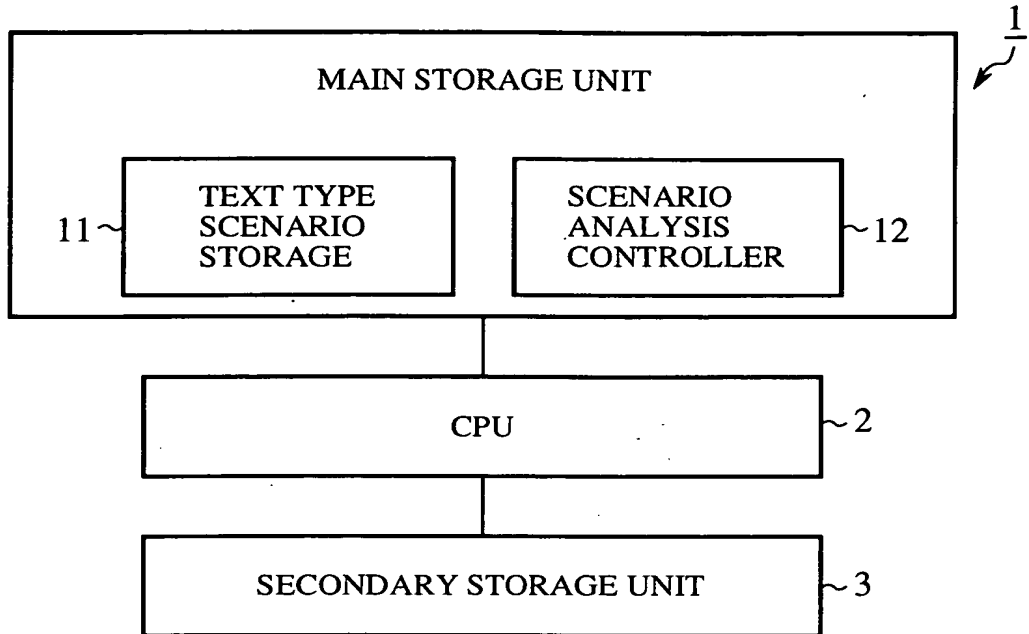 1
MAIN STORAGE UNIT
TEXT TYPE
SCENARIO
STORAGE
11
SCENARIO
ANALYSIS
CONTROLLER
12
CPU
2
SECONDARY STORAGE UNIT
3